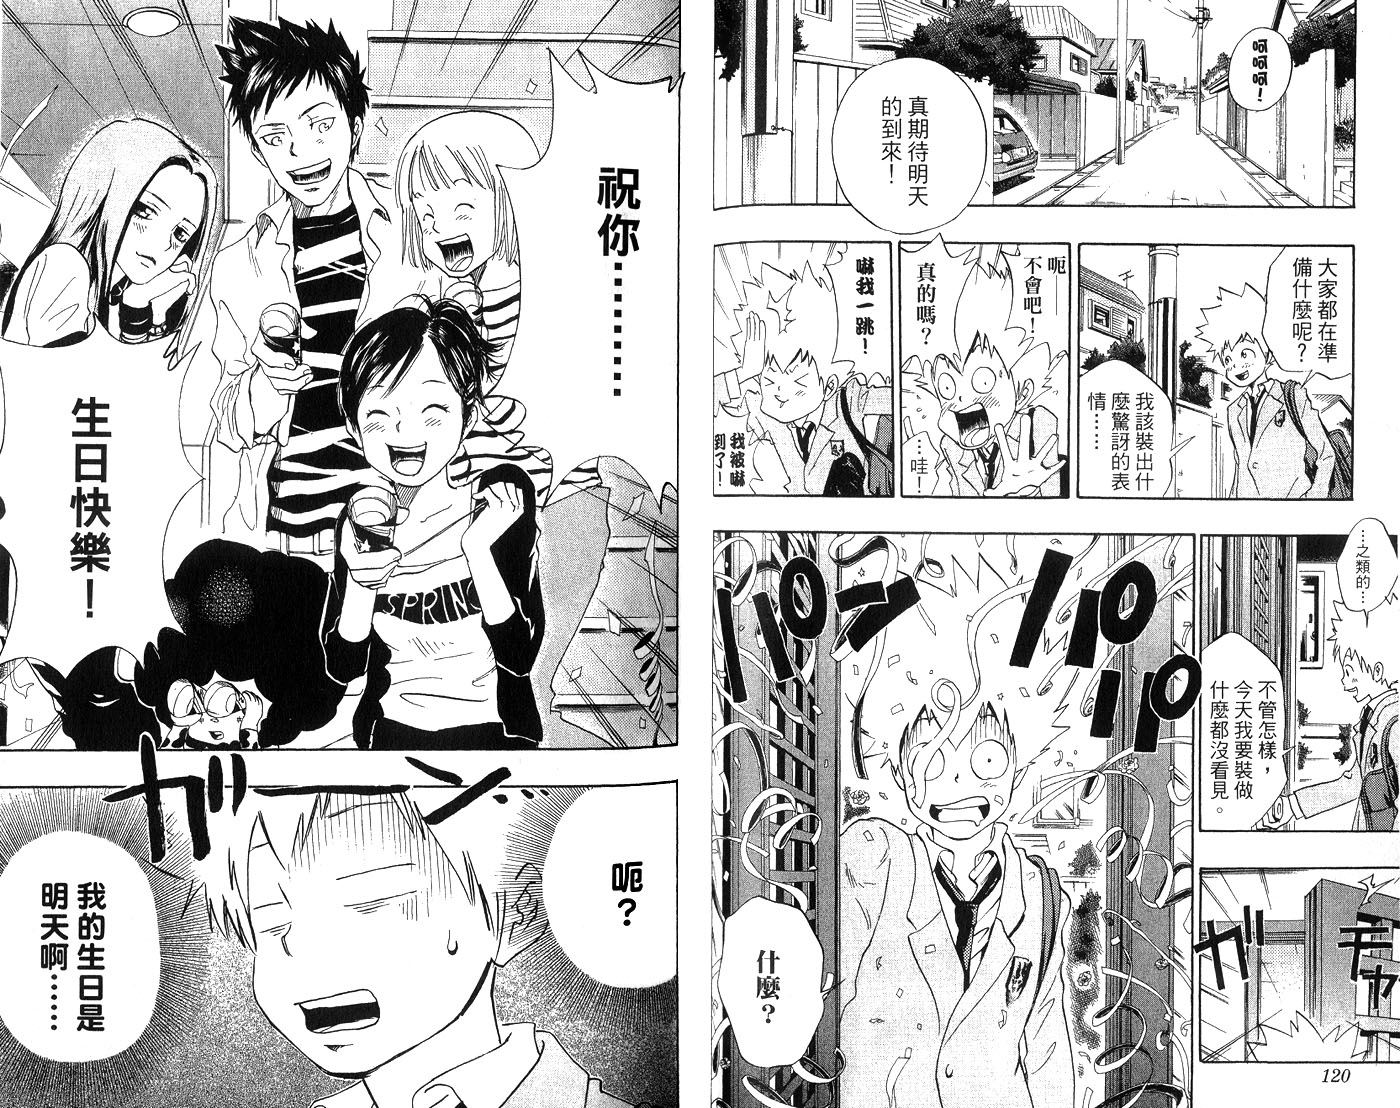 呵呵呵！
真期待明天
的到來！
大家都在準
備什麼呢？
我該裝出什
麼驚訝的表
情……
呃——
不會吧！
真的嗎？
…哇！
嚇我一跳！
我被嚇
到了！
…之類的…
不管怎樣，
今天我要裝做
什麼都沒看見。
ガモッ
パーン
パパパ
什麼？
120
祝你…………
生日快樂！
SPRING
ガーン
呃？
我的生日是
明天啊……